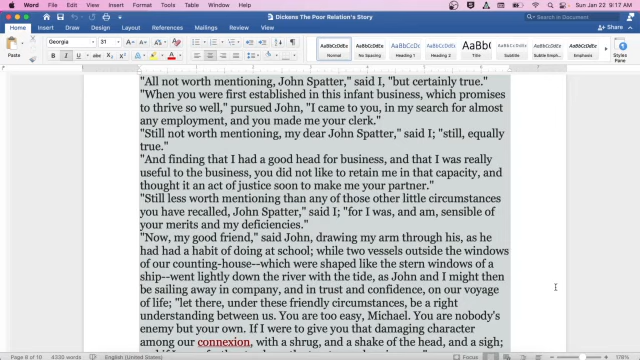 Word File Edit View Insert Format Tools Table Window Help
Sun Jan 22 9:17 AM
Dickens The Poor Relation's Story
Search in Document
Home Insert Draw Design Layout References Mailings Review View
Share
Paste
Georgia 31
AaBbCcDdEe AaBbCcDdEe AaBbCcDc AaBbCcDdEe AaBb( AaBbCcDdEe AaBbCcDdEe AaBbCcDdEe
Normal No Spacing Heading 1 Heading 2 Title Subtitle Subtle Emph... Emphasis
Styles Pane
"All not worth mentioning, John Spatter," said I, "but certainly true."
"When you were first established in this infant business, which promises
to thrive so well," pursued John, "I came to you, in my search for almost
any employment, and you made me your clerk."
"Still not worth mentioning, my dear John Spatter," said I; "still, equally
true."
"And finding that I had a good head for business, and that I was really
useful to the business, you did not like to retain me in that capacity, and
thought it an act of justice soon to make me your partner."
"Still less worth mentioning than any of those other little circumstances
you have recalled, John Spatter," said I; "for I was, and am, sensible of
your merits and my deficiencies."
"Now, my good friend," said John, drawing my arm through his, as he
had had a habit of doing at school; while two vessels outside the windows
of our counting-house--which were shaped like the stern windows of a
ship--went lightly down the river with the tide, as John and I might then
be sailing away in company, and in trust and confidence, on our voyage
of life; "let there, under these friendly circumstances, be a right
understanding between us. You are too easy, Michael. You are nobody's
enemy but your own. If I were to give you that damaging character
among our connexion, with a shrug, and a shake of the head, and a sigh;
English (United States)
178%